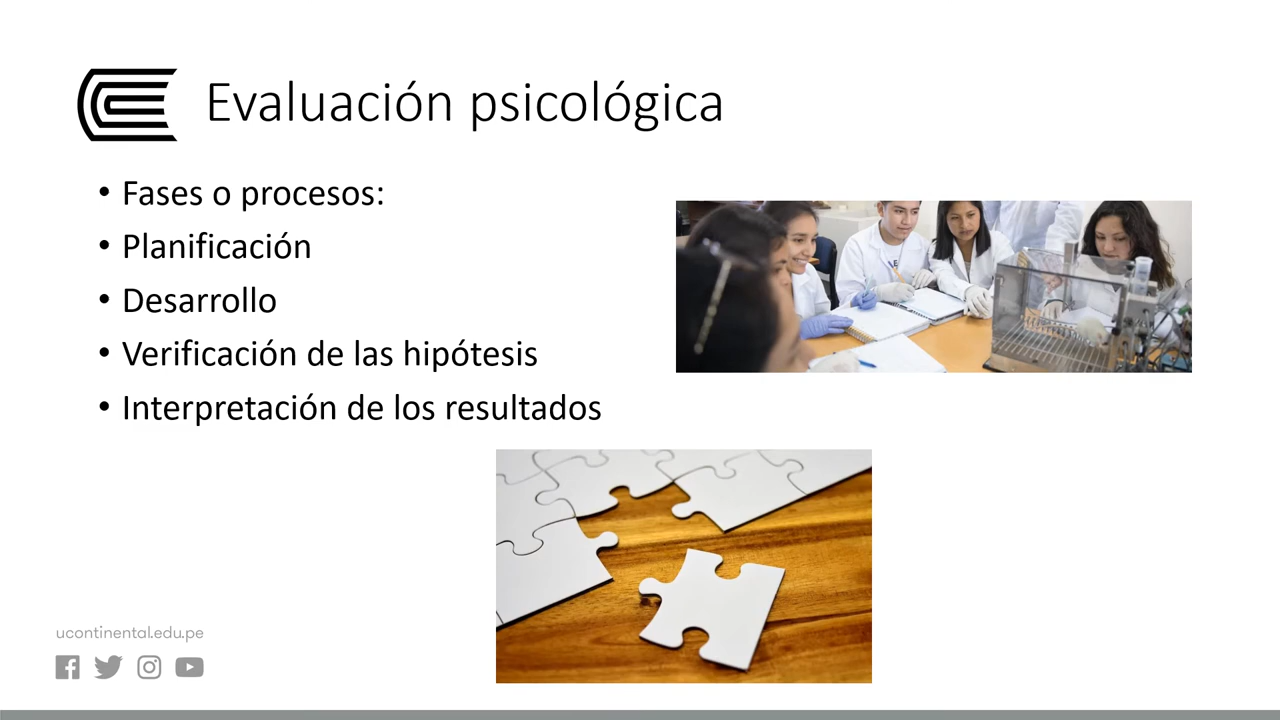 Evaluación psicológica
• Fases o procesos:
• Planificación
• Desarrollo
• Verificación de las hipótesis
• Interpretación de los resultados
ucontinental.edu.pe